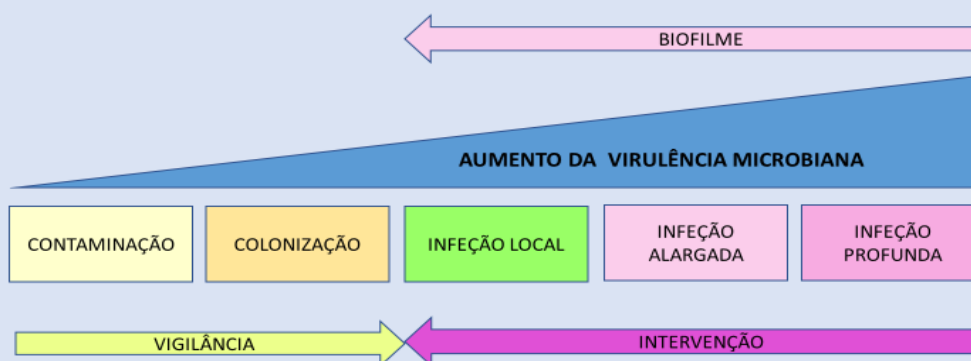 BIOFILME
AUMENTO DA VIRULÊNCIA MICROBIANA
CONTAMINAÇÃO
COLONIZAÇÃO
INFEÇÃO LOCAL
INFEÇÃO
ALARGADA
INFEÇÃO
PROFUNDA
VIGILÂNCIA
INTERVENÇÃO